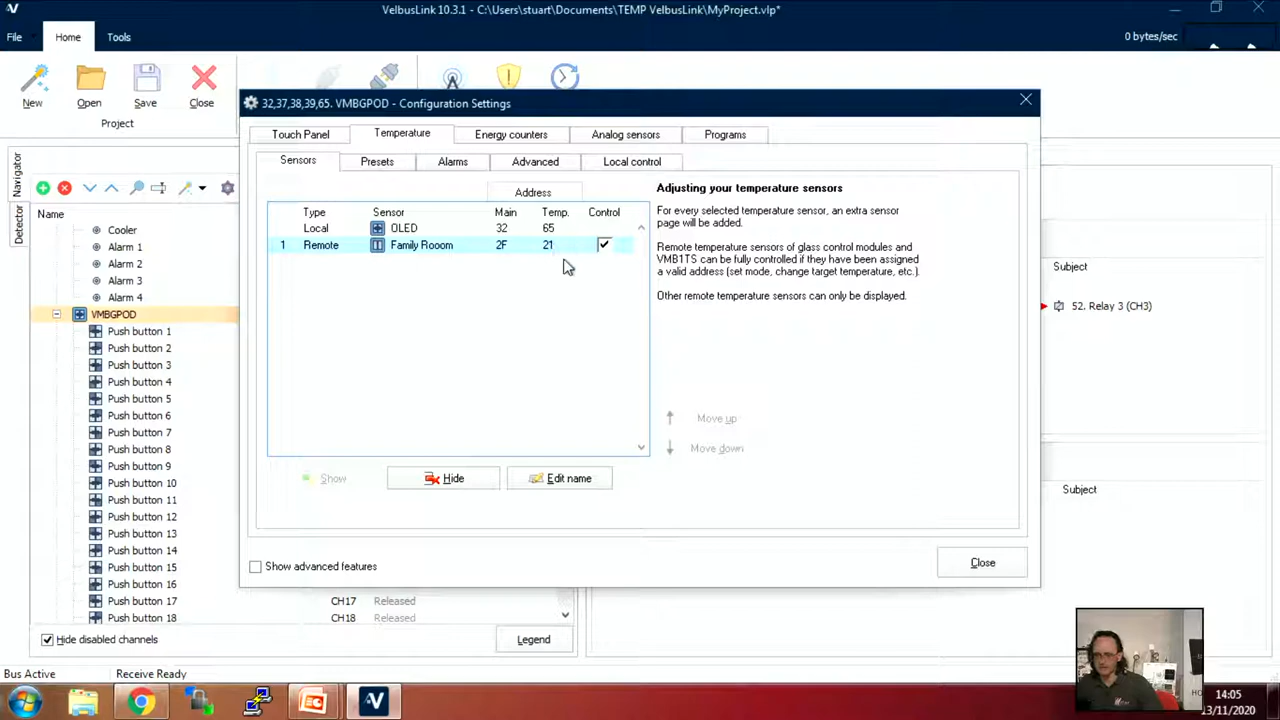 VelbusLink 10.3.1 - C:\Users\stuart\Documents\TEMP VelbusLink\MyProject.vlp*
File
Home
Tools
0 bytes/sec
New
Open
Save
Close
Project
32,37,38,39,65. VMBGPOD - Configuration Settings
Touch Panel
Temperature
Energy counters
Analog sensors
Programs
Sensors
Presets
Alarms
Advanced
Local control
Address
Type
Sensor
Main
Temp.
Control
Local
OLED
32
65
1
Remote
Family Rooom
2F
21
Adjusting your temperature sensors
For every selected temperature sensor, an extra sensor
page will be added.
Remote temperature sensors of glass control modules and
VMB1TS can be fully controlled if they have been assigned
a valid address (set mode, change target temperature, etc.).
Other remote temperature sensors can only be displayed.
Move up
Move down
Show
Hide
Edit name
Show advanced features
Close
Navigator
Detector
Name
Cooler
Alarm 1
Alarm 2
Alarm 3
Alarm 4
VMBGPOD
Push button 1
Push button 2
Push button 3
Push button 4
Push button 5
Push button 6
Push button 7
Push button 8
Push button 9
Push button 10
Push button 11
Push button 12
Push button 13
Push button 14
Push button 15
Push button 16
Push button 17
CH17
Released
Push button 18
CH18
Released
Hide disabled channels
Legend
Subject
52. Relay 3 (CH3)
Subject
Bus Active
Receive Ready
14:05
13/11/2020